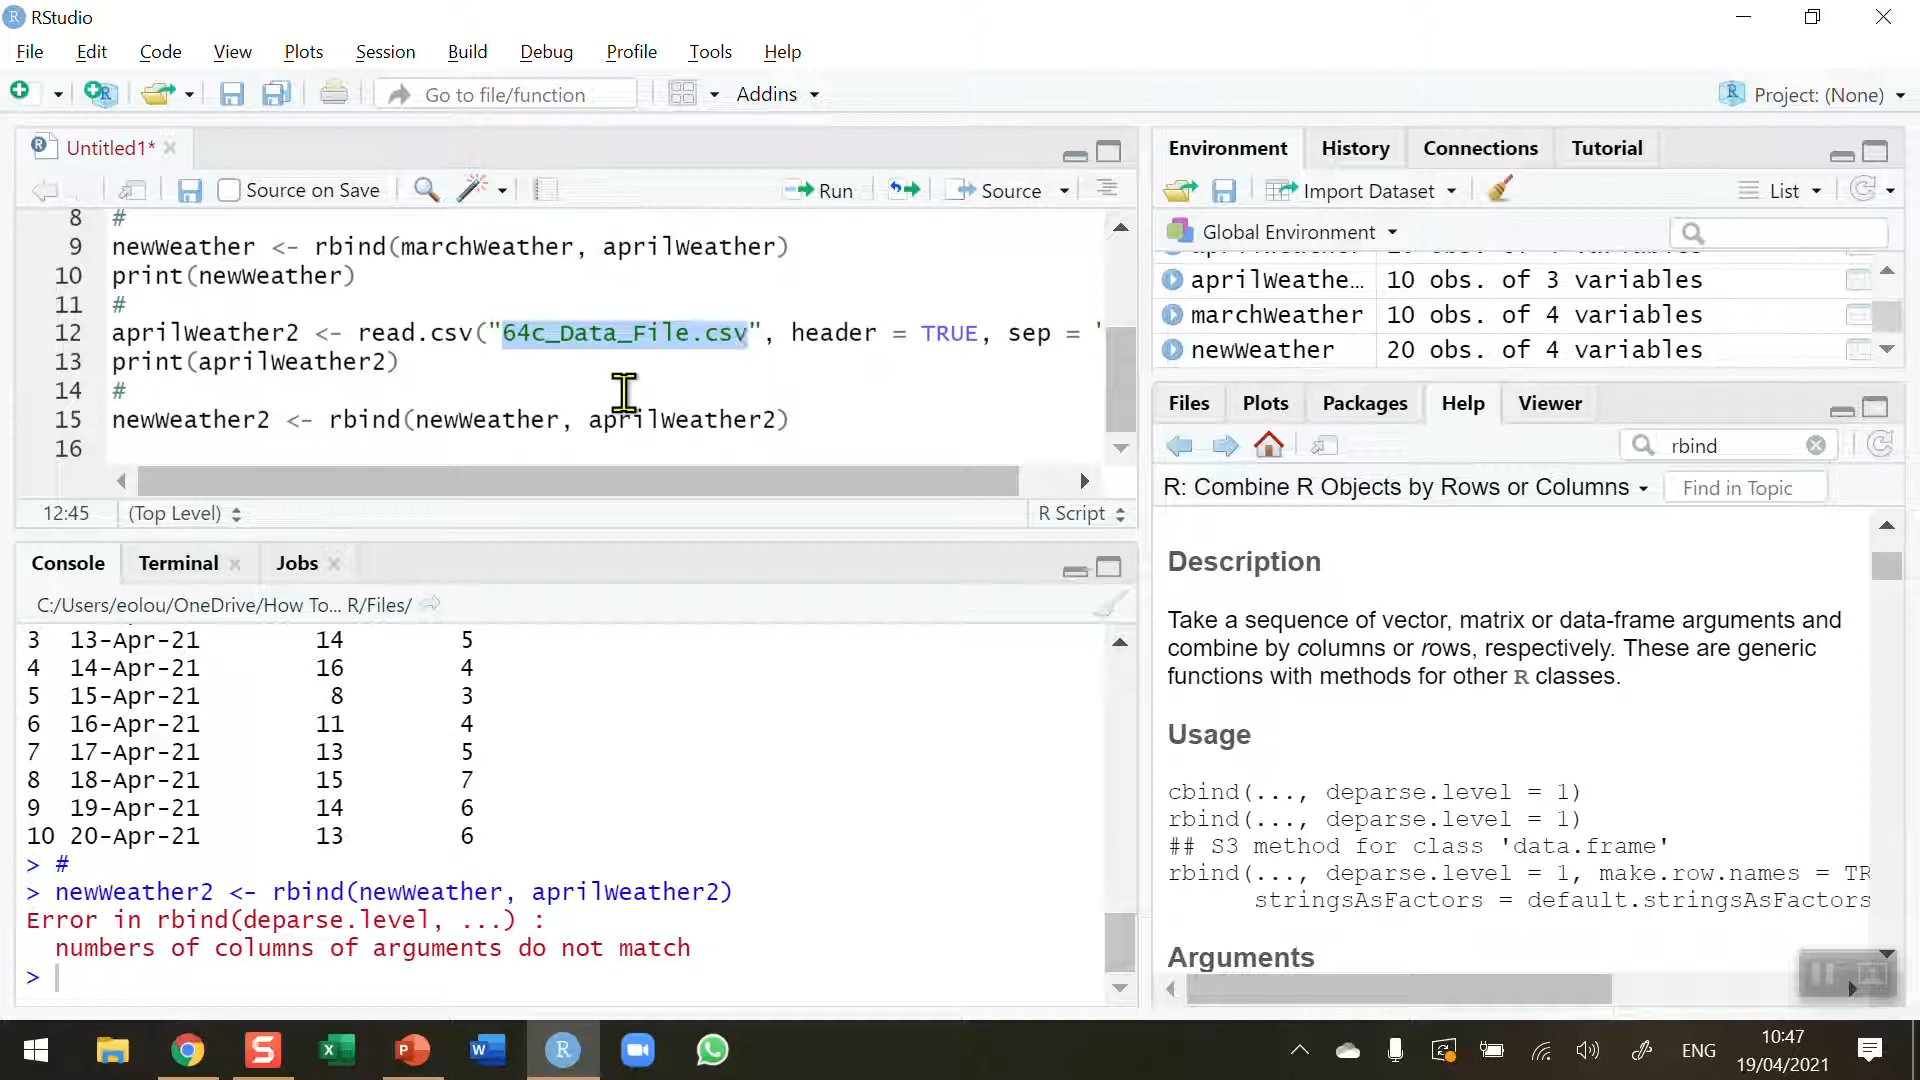 RStudio
File Edit Code View Plots Session Build Debug Profile Tools Help
Go to file/function Addins Project: (None)
Untitled1*
Source on Save Run Source
8 #
9 newWeather <- rbind(marchWeather, aprilWeather)
10 print(newWeather)
11 #
12 aprilWeather2 <- read.csv("64c_Data_File.csv", header = TRUE, sep = '
13 print(aprilWeather2)
14 #
15 newWeather2 <- rbind(newWeather, aprilWeather2)
16
12:45 (Top Level) R Script
Console Terminal Jobs
C:/Users/eolou/OneDrive/How To... R/Files/
3 13-Apr-21 14 5
4 14-Apr-21 16 4
5 15-Apr-21 8 3
6 16-Apr-21 11 4
7 17-Apr-21 13 5
8 18-Apr-21 15 7
9 19-Apr-21 14 6
10 20-Apr-21 13 6
> #
> newWeather2 <- rbind(newWeather, aprilWeather2)
Error in rbind(deparse.level, ...) :
numbers of columns of arguments do not match
>
Environment History Connections Tutorial
Import Dataset List
Global Environment
aprilWeathe... 10 obs. of 3 variables
marchWeather 10 obs. of 4 variables
newWeather 20 obs. of 4 variables
Files Plots Packages Help Viewer
rbind
R: Combine R Objects by Rows or Columns Find in Topic
Description
Take a sequence of vector, matrix or data-frame arguments and
combine by columns or rows, respectively. These are generic
functions with methods for other R classes.
Usage
cbind(..., deparse.level = 1)
rbind(..., deparse.level = 1)
## S3 method for class 'data.frame'
rbind(..., deparse.level = 1, make.row.names = TR
stringsAsFactors = default.stringsAsFactors
Arguments
ENG
10:47
19/04/2021